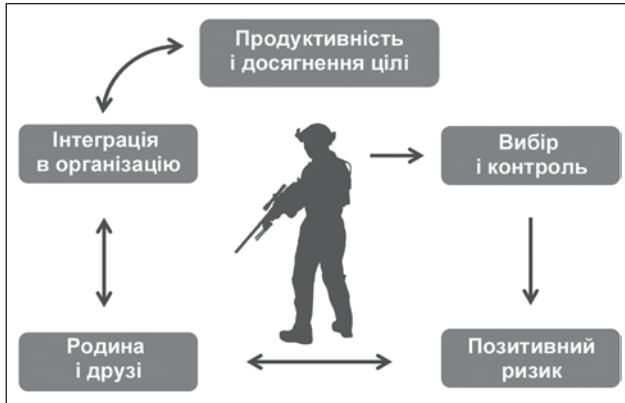 Продуктивність
і досягнення цілі
Інтеграція
в організацію
Вибір
і контроль
Родина
і друзі
Позитивний
ризик